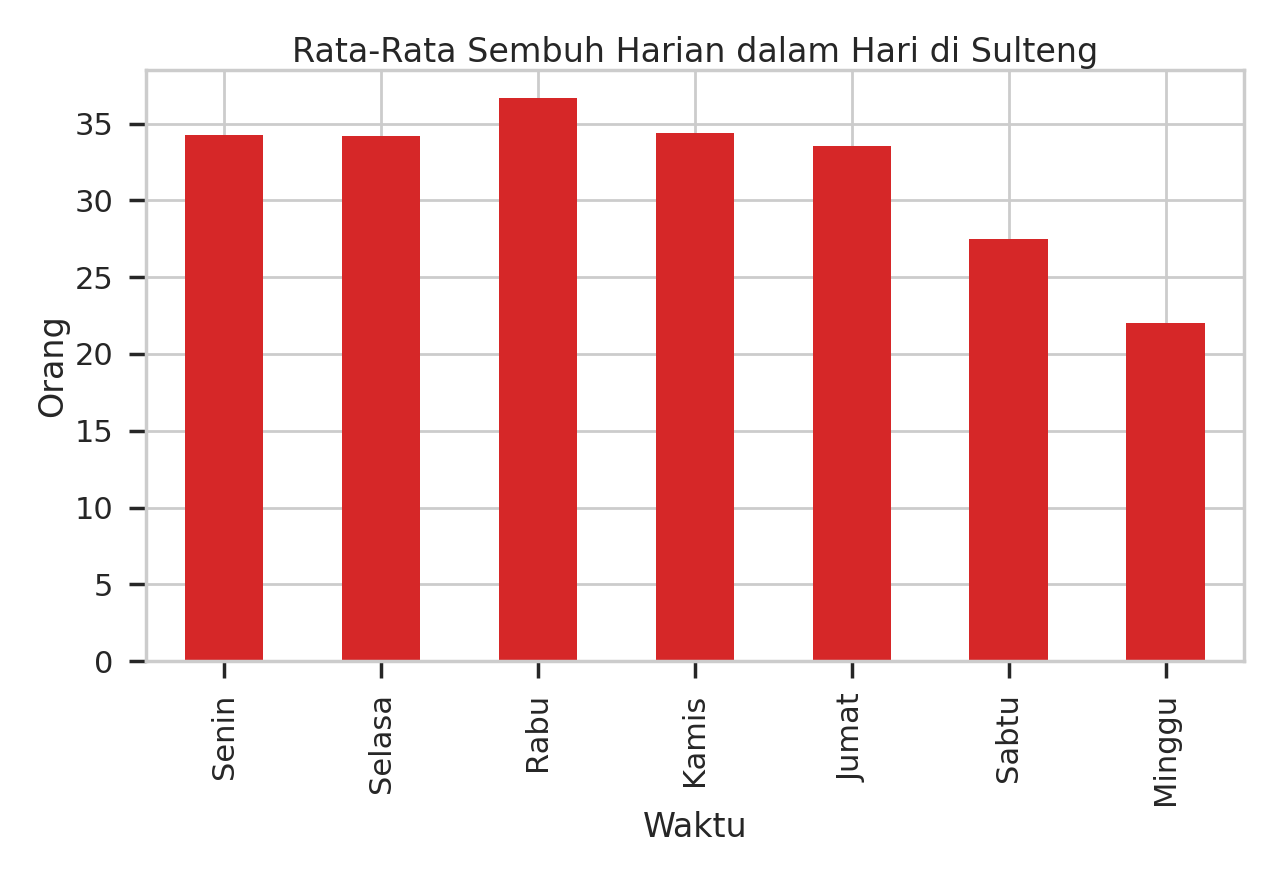 Rata-Rata Sembuh Harian dalam Hari di Sulteng
35
30
25
20
15
10
5
0
Orang
Senin
Selasa
Rabu
Kamis
Jumat
Sabtu
Minggu
Waktu